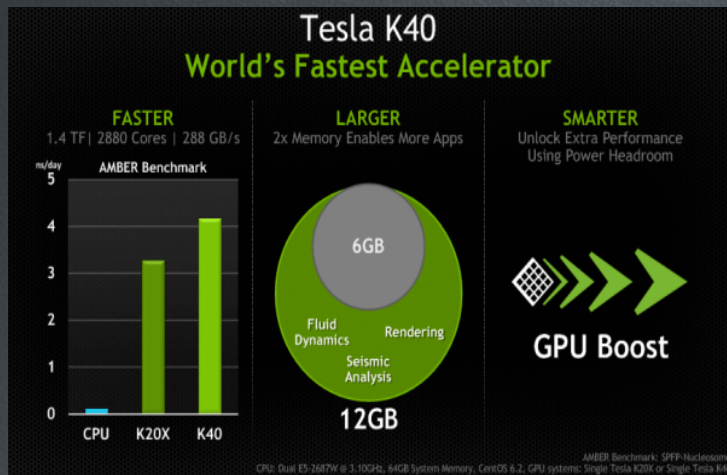 Tesla K40
World's Fastest Accelerator
FASTER
1.4 TF| 2880 Cores | 288 GB/s
ns/day
AMBER Benchmark
5
4
3
2
1
0
CPU
K20X
K40
LARGER
2x Memory Enables More Apps
6GB
Fluid
Dynamics
Rendering
Seismic
Analysis
12GB
SMARTER
Unlock Extra Performance
Using Power Headroom
GPU Boost
AMBER Benchmark: SPFP-Nucleosom
CPU: Dual E5-2687W @ 3.10GHz, 64GB System Memory, CentOS 6.2, GPU systems: Single Tesla K20X or Single Tesla K4